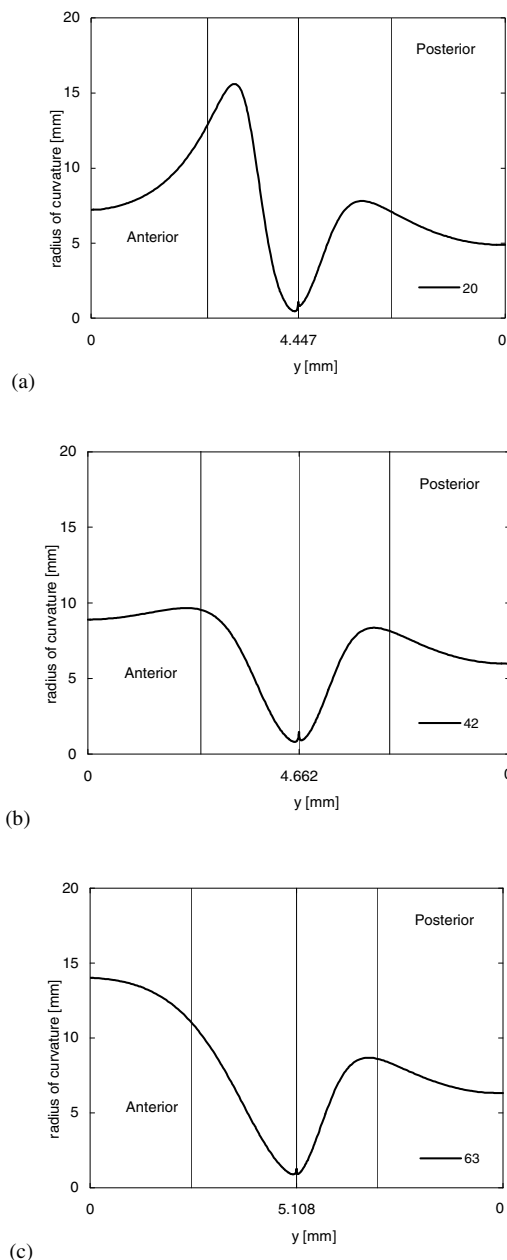 20
15
10
5
0
radius of curvature [mm]
Posterior
Anterior
20
0
4.447
0
y [mm]
(a)
20
15
10
5
0
radius of curvature [mm]
Posterior
Anterior
42
0
4.662
0
y [mm]
(b)
20
15
10
5
0
radius of curvature [mm]
Posterior
Anterior
63
0
5.108
0
y [mm]
(c)